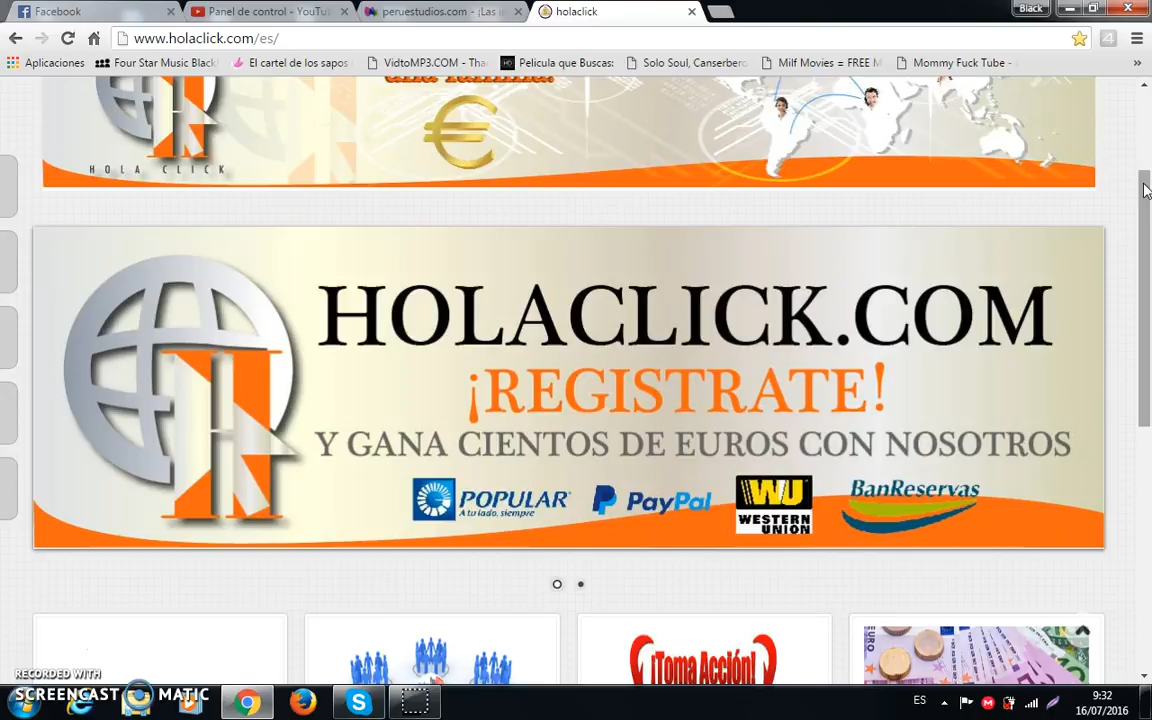 Facebook
Panel de control - YouTu
peruestudios.com - ¡Las i
holaclick
Black
www.holaclick.com/es/
Aplicaciones
Four Star Music Black
El cartel de los sapos
VidtoMP3.COM - Tha
Pelicula que Buscas:
Solo Soul, Canserbero
Milf Movies = FREE M
Mommy Fuck Tube -
HOLA CLICK
HOLACLICK.COM
¡REGISTRATE!
Y GANA CIENTOS DE EUROS CON NOSOTROS
POPULAR
A tu lado, siempre
PayPal
WU
WESTERN
UNION
BanReservas
¡Toma Acción!
EURO
RECORDED WITH
SCREENCAST MATIC
ES
9:32
16/07/2016